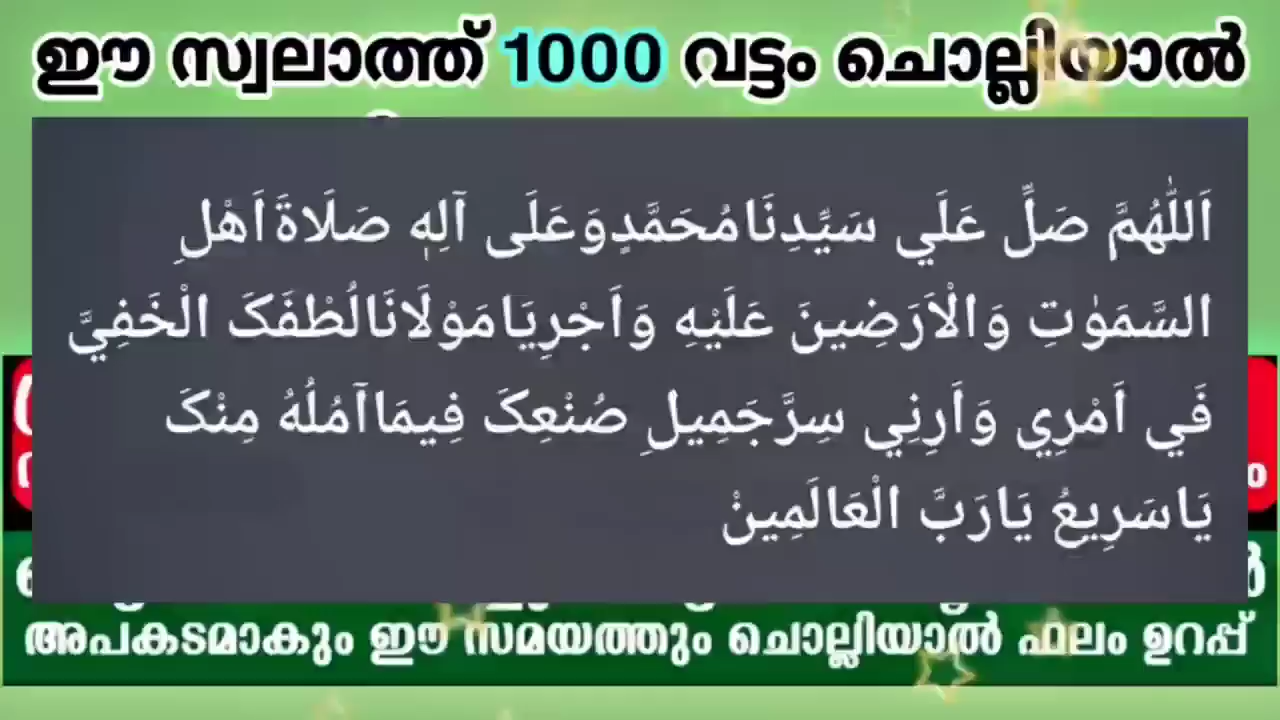 ഈ സ്വലാത്ത് 1000 വട്ടം ചൊല്ലിയാൽ
اَللّٰهُمَّ صَلِّ عَلَي سَيِّدِنَامُحَمَّدٍوَعَلَى آلِهٖ صَلَاةَاَهْلِ
السَّمَوٰتِ وَالْاَرَضِينَ عَلَيْهِ وَاَجْرِيَامَوْلَانَالُطْفَکَ الْخَفِيَّ
فَي اَمْرِي وَاَرِنِي سِرَّجَمِيلِ صُنْعِکَ فِيمَاآمُلُهُ مِنْکَ
يَاسَرِيعُ يَارَبَّ الْعَالَمِينْ
അപകടമാകും ഈ സമയത്തും ചൊല്ലിയാൽ ഫലം ഉറപ്പ്